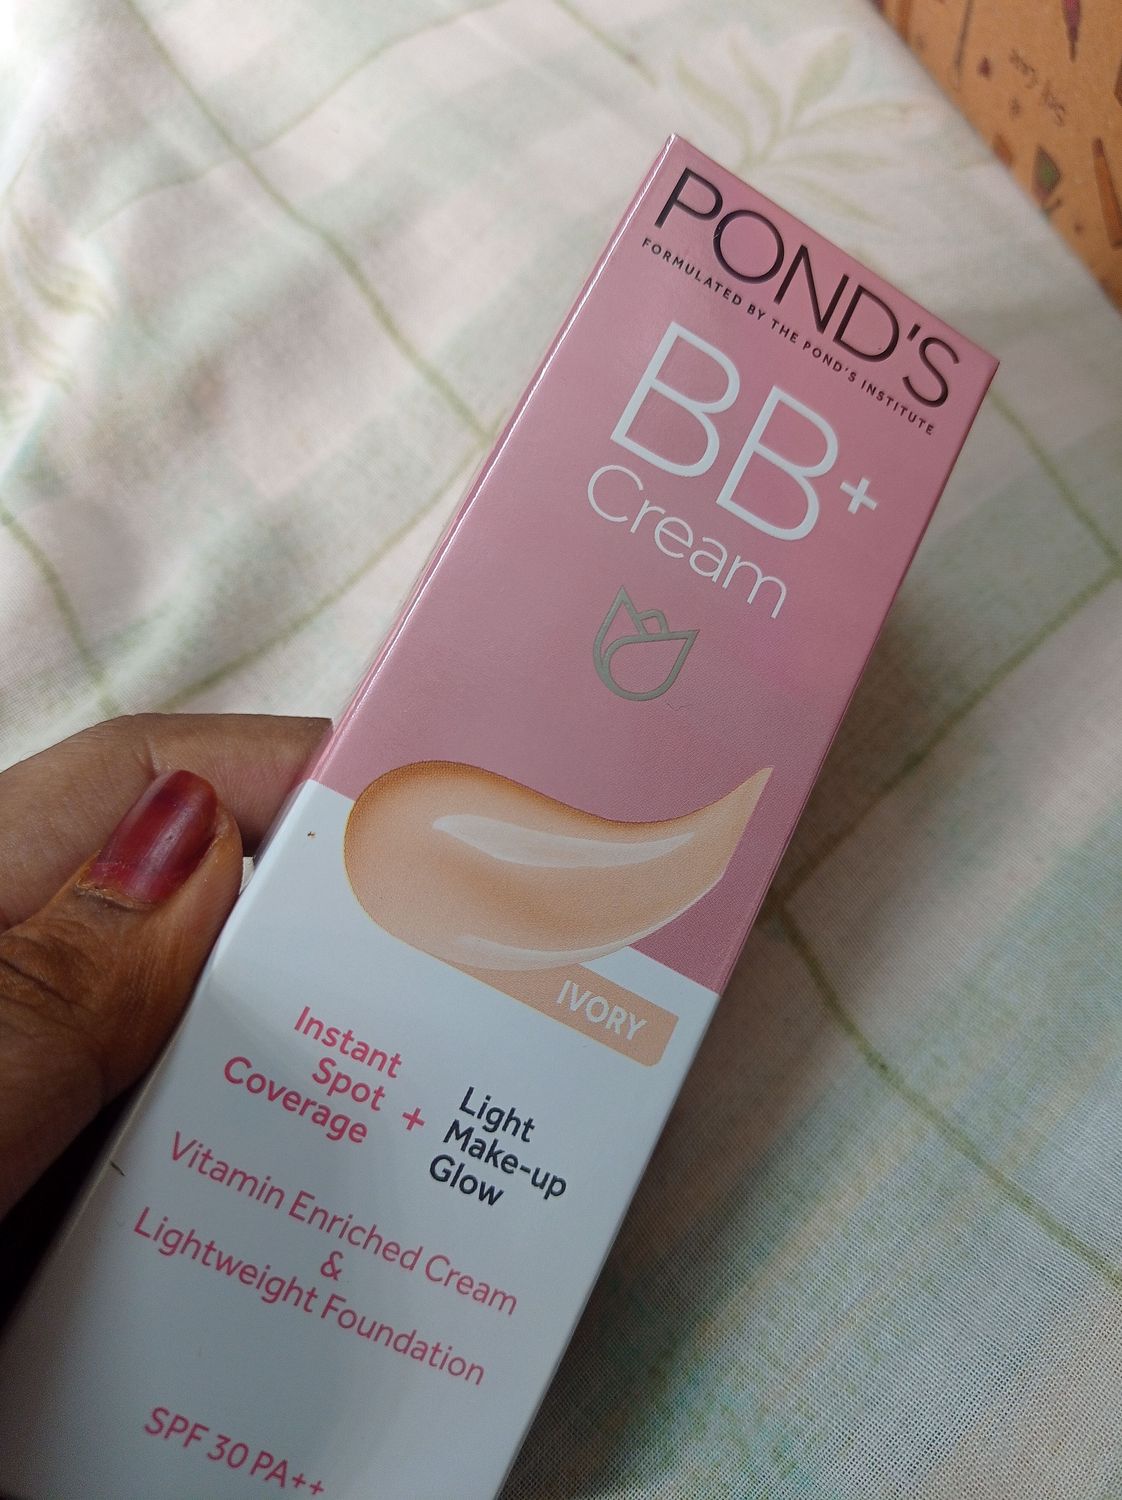 POND'S
FORMULATED BY THE POND'S INSTITUTE
BB+
Cream
IVORY
Instant
Spot
Coverage
+
Light
Make-up
Glow
Vitamin Enriched Cream
&
Lightweight Foundation
SPF 30 PA++